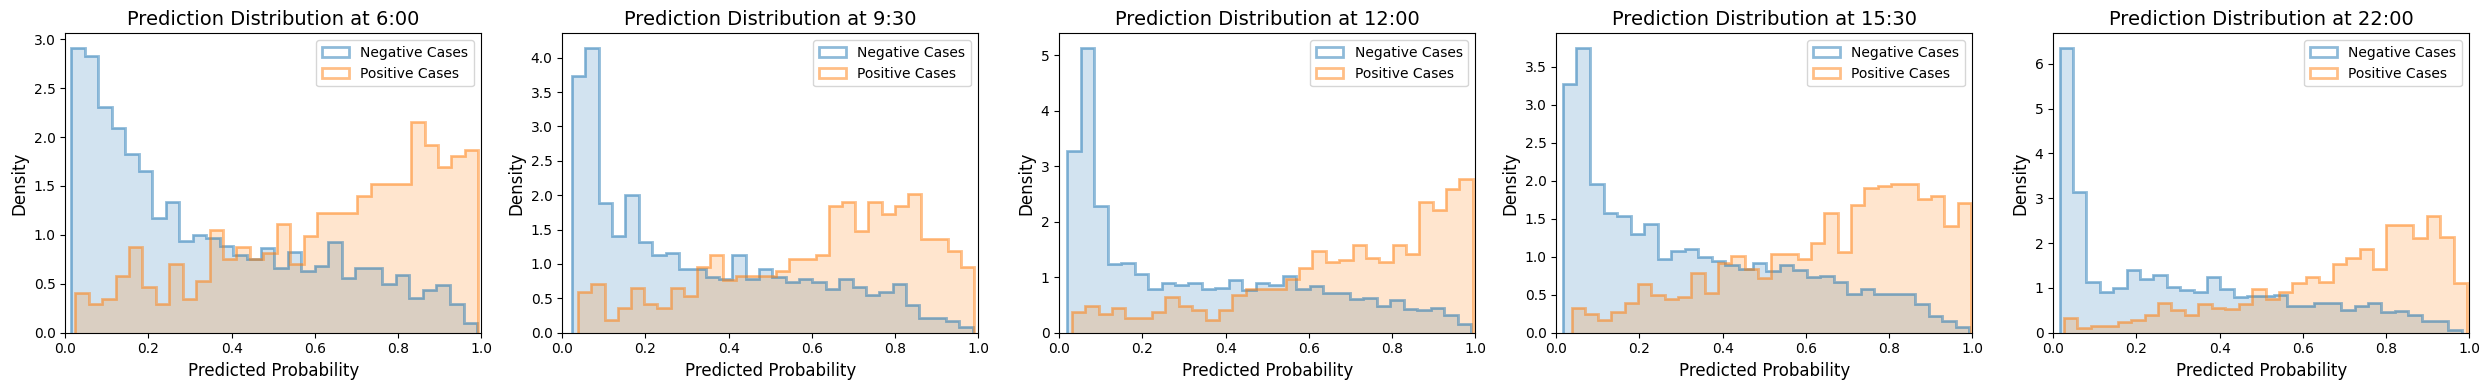 Prediction Distribution at 6:00
3.0
2.5
2.0
1.5
1.0
0.5
0.0
Density
0.0 0.2 0.4 0.6 0.8 1.0
Predicted Probability
Negative Cases
Positive Cases
Prediction Distribution at 9:30
4.0
3.5
3.0
2.5
2.0
1.5
1.0
0.5
0.0
Density
0.0 0.2 0.4 0.6 0.8 1.0
Predicted Probability
Negative Cases
Positive Cases
Prediction Distribution at 12:00
5
4
3
2
1
0
Density
0.0 0.2 0.4 0.6 0.8 1.0
Predicted Probability
Negative Cases
Positive Cases
Prediction Distribution at 15:30
3.5
3.0
2.5
2.0
1.5
1.0
0.5
0.0
Density
0.0 0.2 0.4 0.6 0.8 1.0
Predicted Probability
Negative Cases
Positive Cases
Prediction Distribution at 22:00
6
5
4
3
2
1
0
Density
0.0 0.2 0.4 0.6 0.8 1.0
Predicted Probability
Negative Cases
Positive Cases